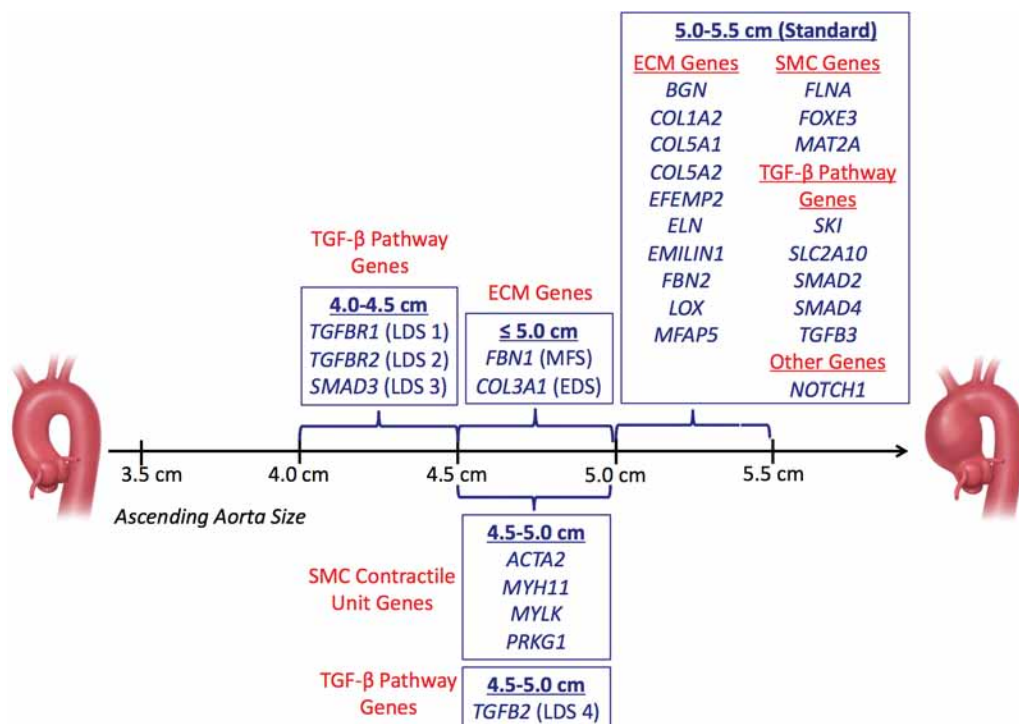 5.0-5.5 cm (Standard)
ECM Genes
BGN
COL1A2
COL5A1
COL5A2
EFEMP2
ELN
EMILIN1
FBN2
LOX
MFAP5
SMC Genes
FLNA
FOXE3
MAT2A
TGF-β Pathway
Genes
SKI
SLC2A10
SMAD2
SMAD4
TGFB3
Other Genes
NOTCH1
TGF-β Pathway
Genes
4.0-4.5 cm
TGFBR1 (LDS 1)
TGFBR2 (LDS 2)
SMAD3 (LDS 3)
ECM Genes
≤ 5.0 cm
FBN1 (MFS)
COL3A1 (EDS)
3.5 cm 4.0 cm 4.5 cm 5.0 cm 5.5 cm
Ascending Aorta Size
SMC Contractile
Unit Genes
4.5-5.0 cm
ACTA2
MYH11
MYLK
PRKG1
TGF-β Pathway
Genes
4.5-5.0 cm
TGFB2 (LDS 4)